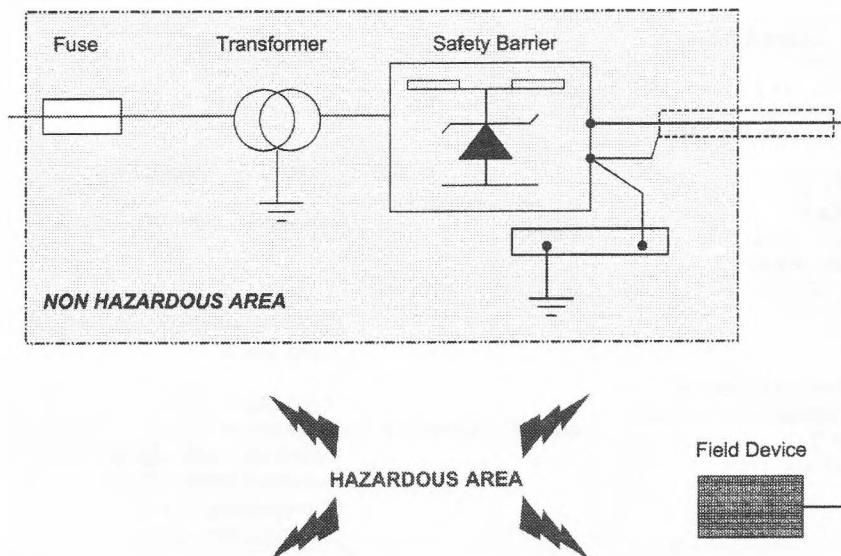 Fuse
Transformer
Safety Barrier
NON HAZARDOUS AREA
HAZARDOUS AREA
Field Device